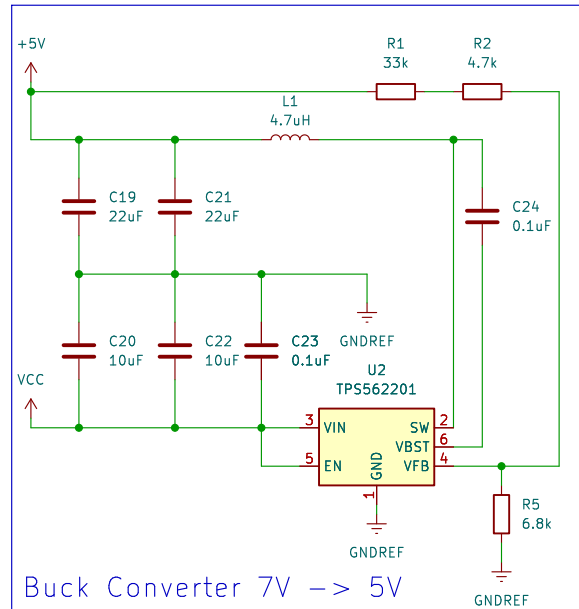 +5V
R1
33k
R2
4.7k
L1
4.7uH
C19
22uF
C21
22uF
C24
0.1uF
GNDREF
C20
10uF
C22
10uF
C23
0.1uF
VCC
U2
TPS562201
3
VIN
SW
2
VBST
6
5
EN
VFB
4
GND
1
GNDREF
R5
6.8k
GNDREF
Buck Converter 7V -> 5V